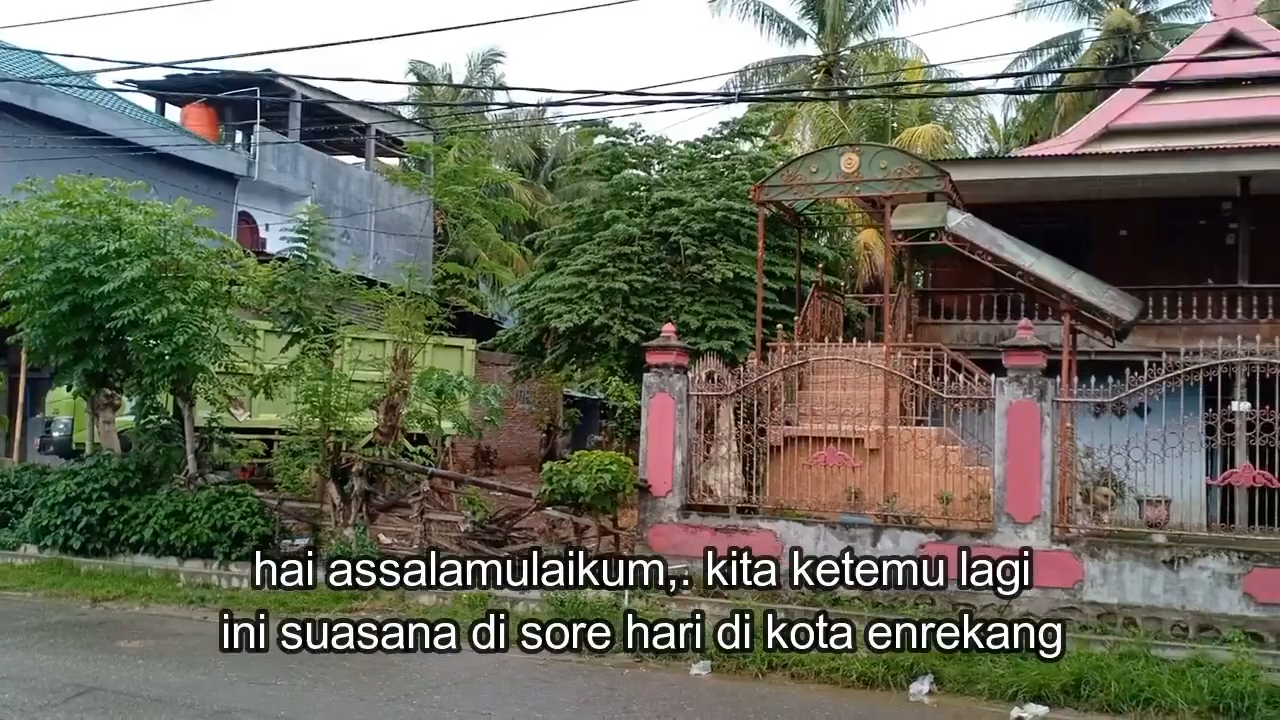 hai assalamulaikum,. kita ketemu lagi
ini suasana di sore hari di kota enrekang